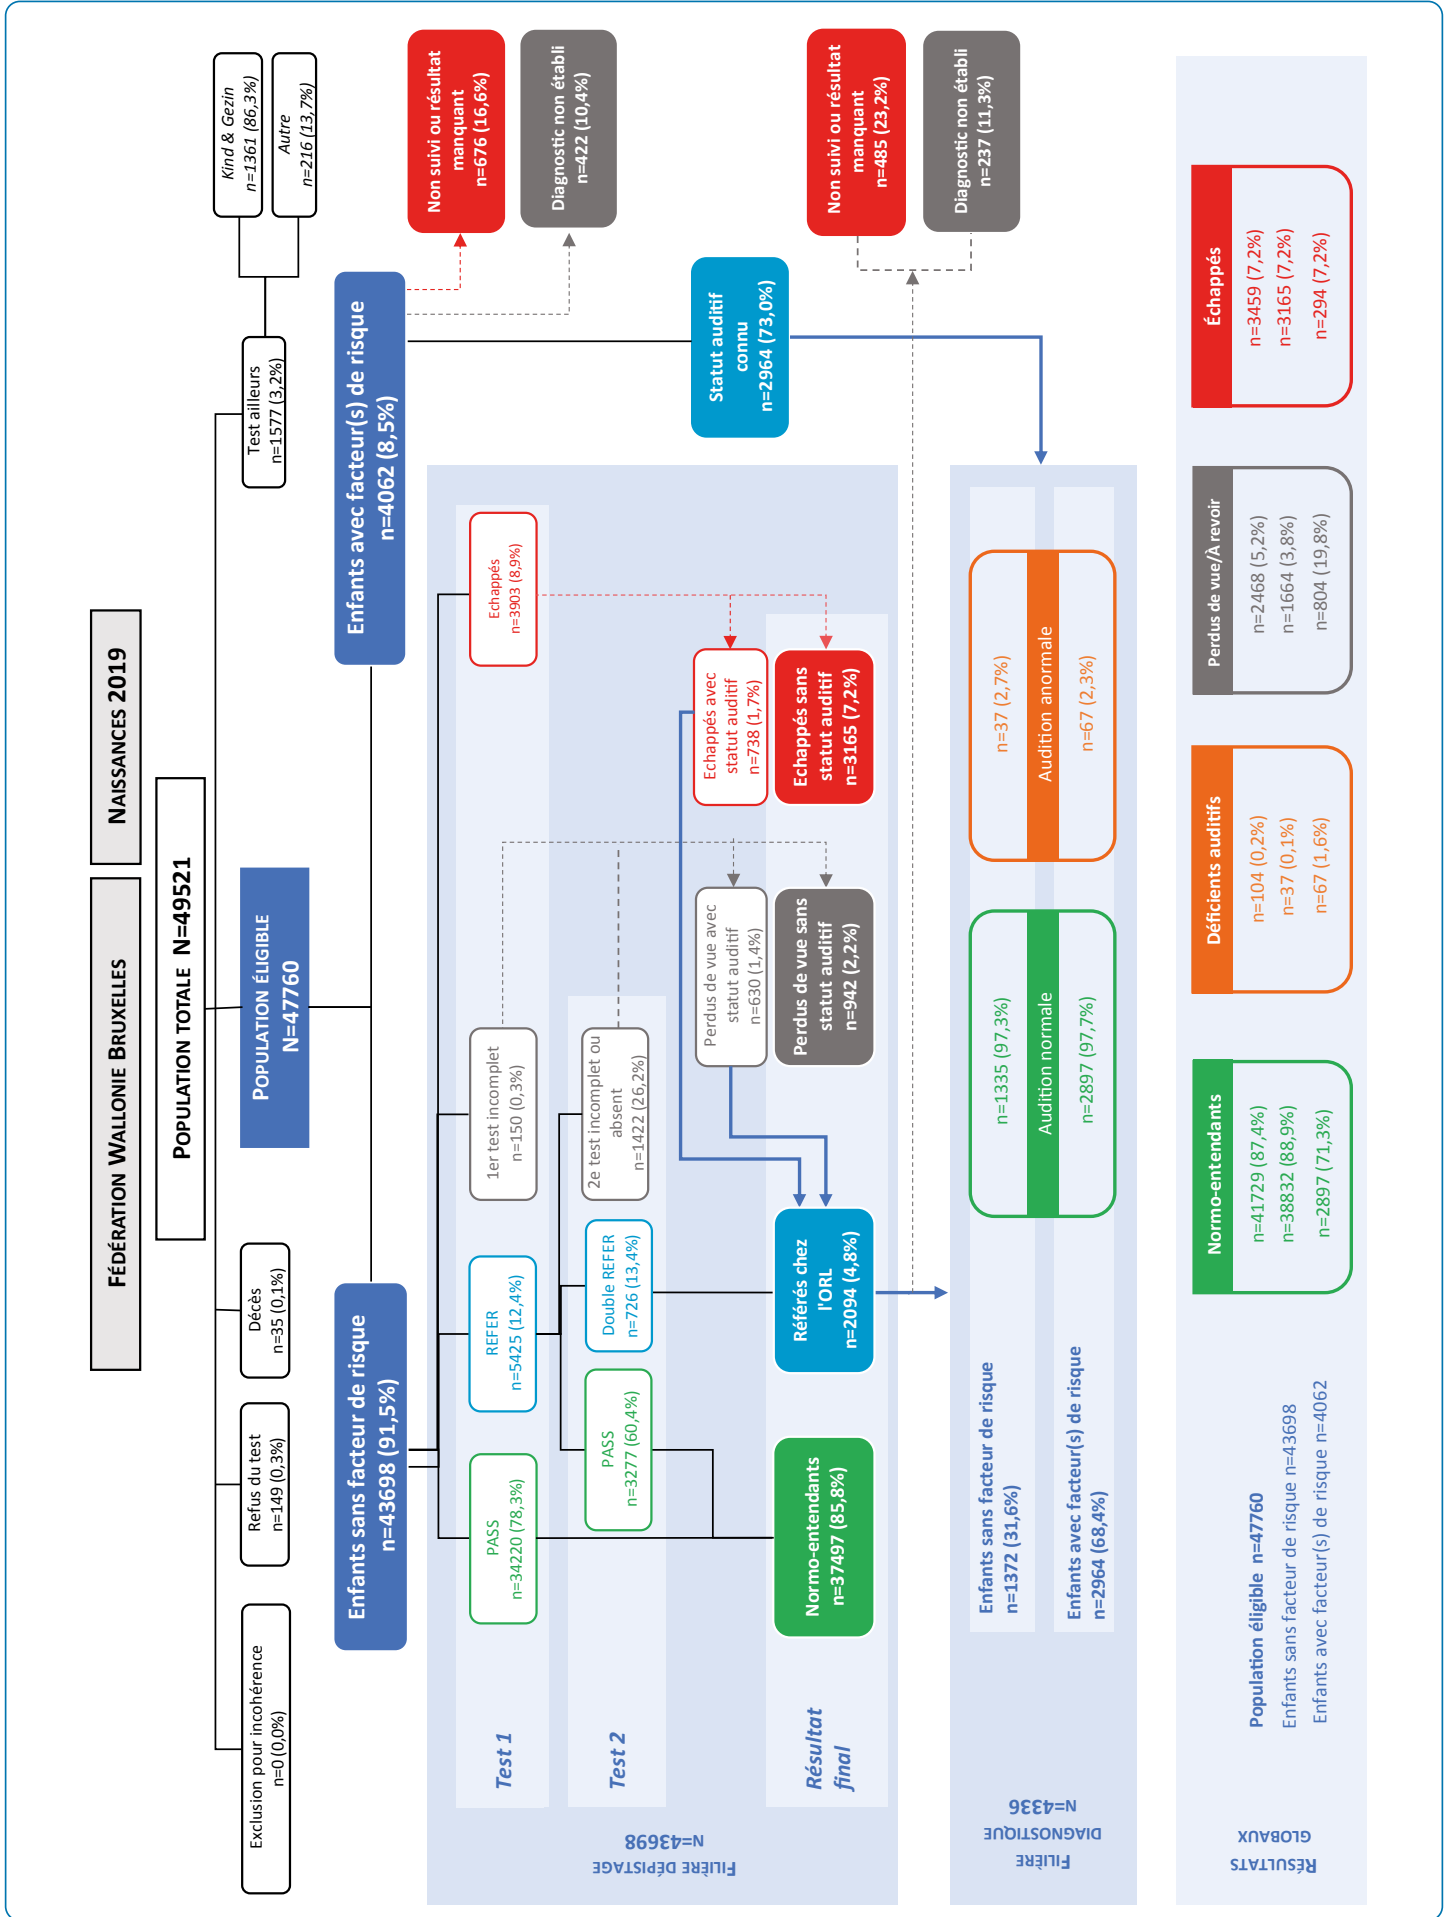 FÉDÉRATION WALLONIE BRUXELLES
NAISSANCES 2019
POPULATION TOTALE N=49521
Exclusion pour incohérence
n=0 (0,0%)
Refus du test
n=149 (0,3%)
Décès
n=35 (0,1%)
POPULATION ÉLIGIBLE
N=47760
Test ailleurs
n=1577 (3,2%)
Kind & Gezin
n=1361 (86,3%)
Autre
n=216 (13,7%)
Enfants sans facteur de risque
n=43698 (91,5%)
Enfants avec facteur(s) de risque
n=4062 (8,5%)
Non suivi ou résultat
manquant
n=676 (16,6%)
Diagnostic non établi
n=422 (10,4%)
FILIÈRE DÉPISTAGE
N=43698
Test 1
PASS
n=34220 (78,3%)
REFER
n=5425 (12,4%)
1er test incomplet
n=150 (0,3%)
Echappés
n=3903 (8,9%)
Test 2
PASS
n=3277 (60,4%)
Double REFER
n=726 (13,4%)
2e test incomplet ou
absent
n=1422 (26,2%)
Perdus de vue avec
statut auditif
n=630 (1,4%)
Echappés avec
statut auditif
n=738 (1,7%)
Statut auditif
connu
n=2964 (73,0%)
Résultat
final
Normo-entendants
n=37497 (85,8%)
Référés chez
l'ORL
n=2094 (4,8%)
Perdus de vue sans
statut auditif
n=942 (2,2%)
Echappés sans
statut auditif
n=3165 (7,2%)
Non suivi ou résultat
manquant
n=485 (23,2%)
Diagnostic non établi
n=237 (11,3%)
FILIÈRE
DIAGNOSTIQUE
N=4336
Enfants sans facteur de risque
n=1372 (31,6%)
n=1335 (97,3%)
n=37 (2,7%)
Audition normale
Audition anormale
Enfants avec facteur(s) de risque
n=2964 (68,4%)
n=2897 (97,7%)
n=67 (2,3%)
RÉSULTATS
GLOBAUX
Normo-entendants
Déficients auditifs
Perdus de vue/À revoir
Échappés
Population éligible n=47760
n=41729 (87,4%)
n=104 (0,2%)
n=2468 (5,2%)
n=3459 (7,2%)
Enfants sans facteur de risque n=43698
n=38832 (88,9%)
n=37 (0,1%)
n=1664 (3,8%)
n=3165 (7,2%)
Enfants avec facteur(s) de risque n=4062
n=2897 (71,3%)
n=67 (1,6%)
n=804 (19,8%)
n=294 (7,2%)